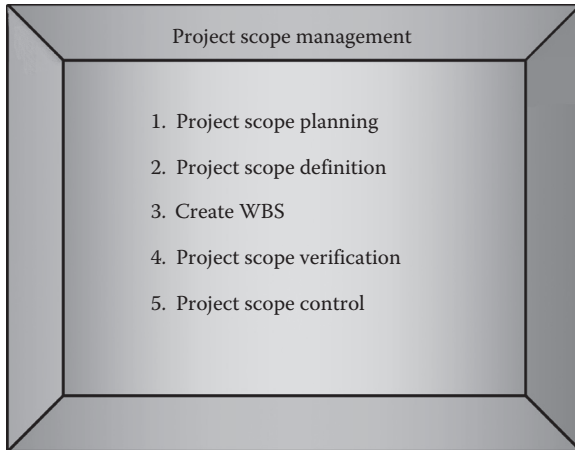 Project scope management
1. Project scope planning
2. Project scope definition
3. Create WBS
4. Project scope verification
5. Project scope control